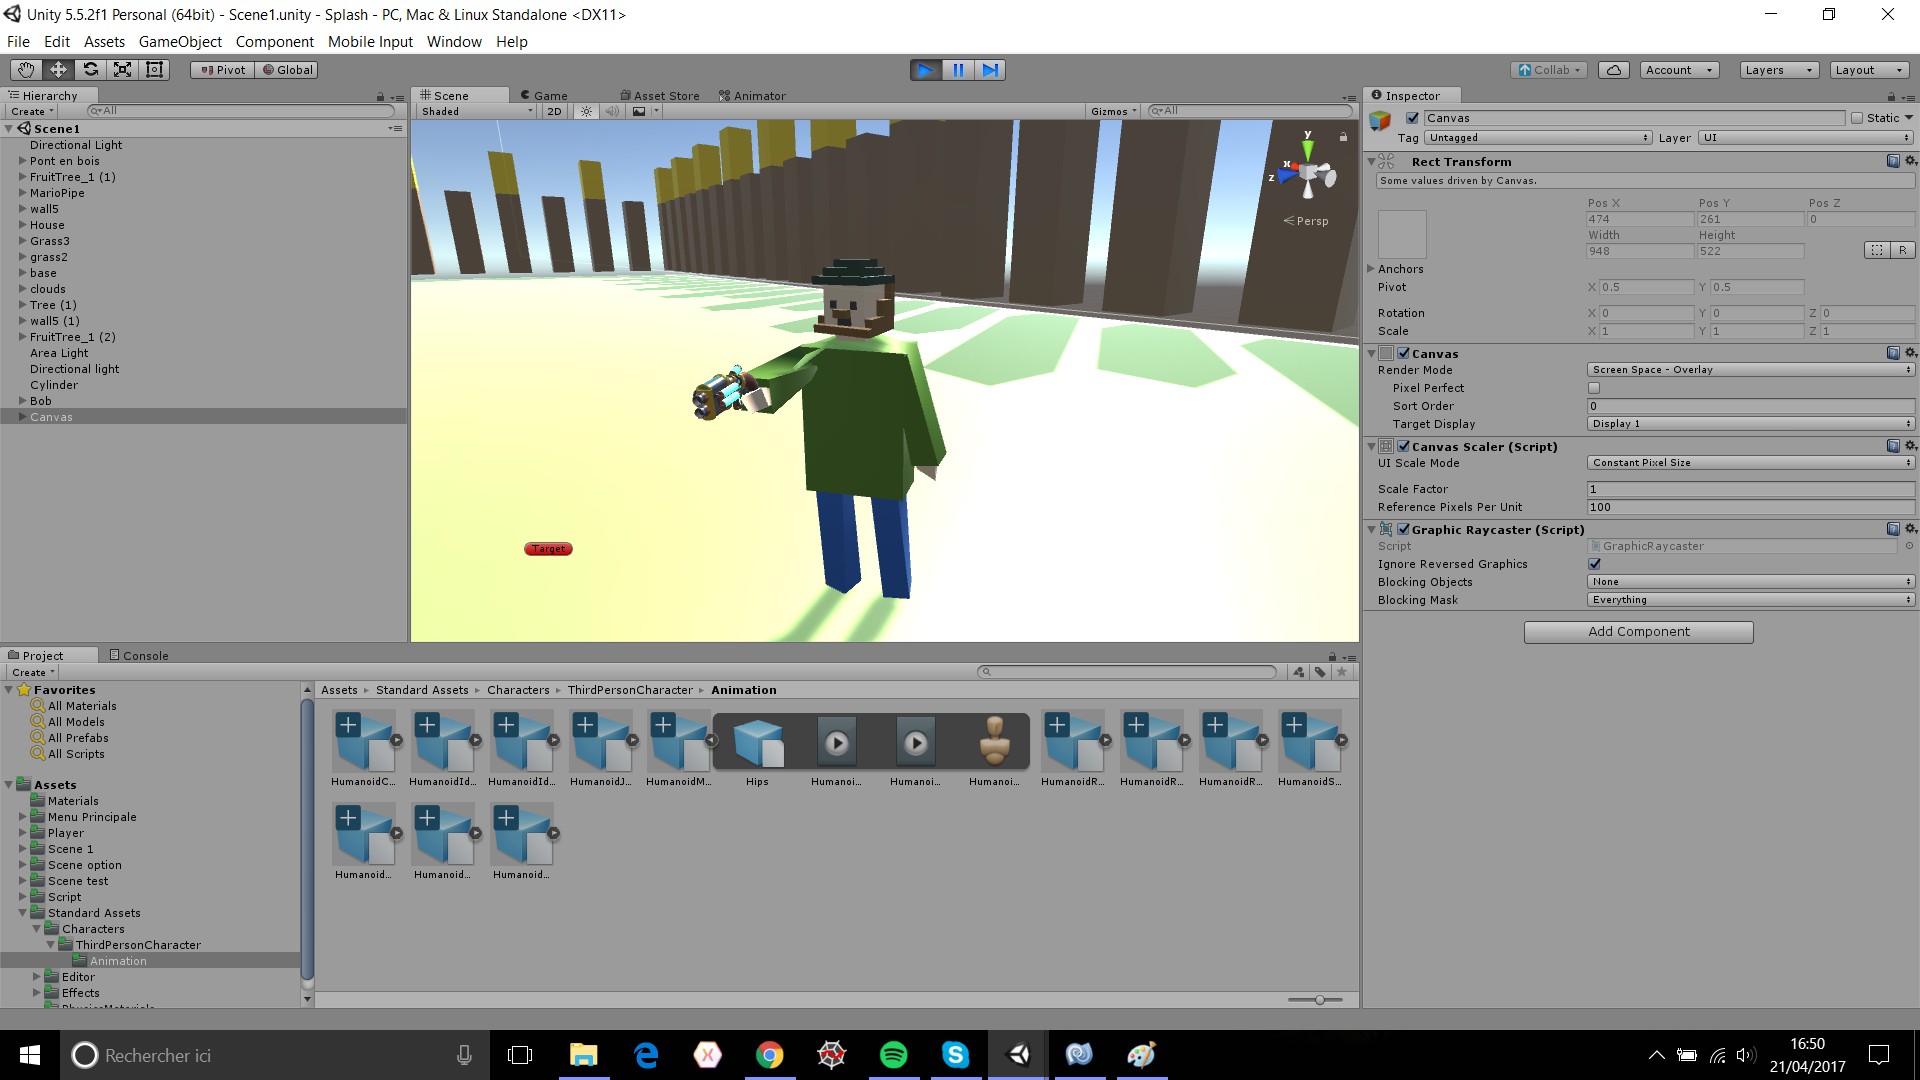 Unity 5.5.2f1 Personal (64bit) - Scene1.unity - Splash - PC, Mac & Linux Standalone <DX11>
File Edit Assets GameObject Component Mobile Input Window Help
Pivot Global Collab Account Layers Layout
Hierarchy
Create All
Scene1
Directional Light
Pont en bois
FruitTree_1 (1)
MarioPipe
wall5
House
Grass3
grass2
base
clouds
Tree (1)
wall5 (1)
FruitTree_1 (2)
Area Light
Directional light
Cylinder
Bob
Canvas
Scene Game Asset Store Animator
Shaded 2D Gizmos All
y
x
z
Persp
Target
Inspector
Canvas Static
Tag Untagged Layer UI
Rect Transform
Some values driven by Canvas.
Pos X Pos Y Pos Z
474 261 0
Width Height
948 522 R
Anchors
Pivot X 0.5 Y 0.5
Rotation X 0 Y 0 Z 0
Scale X 1 Y 1 Z 1
Canvas
Render Mode Screen Space - Overlay
Pixel Perfect
Sort Order 0
Target Display Display 1
Canvas Scaler (Script)
UI Scale Mode Constant Pixel Size
Scale Factor 1
Reference Pixels Per Unit 100
Graphic Raycaster (Script)
Script GraphicRaycaster
Ignore Reversed Graphics
Blocking Objects None
Blocking Mask Everything
Add Component
Project Console
Create
Favorites
All Materials
All Models
All Prefabs
All Scripts
Assets
Materials
Menu Principale
Player
Scene 1
Scene option
Scene test
Script
Standard Assets
Characters
ThirdPersonCharacter
Animation
Editor
Effects
Assets Standard Assets Characters ThirdPersonCharacter Animation
HumanoidC... HumanoidId... HumanoidId... HumanoidJ... HumanoidM... Hips Humanoi... Humanoi... Humanoi... HumanoidR... HumanoidR... HumanoidR... HumanoidS...
Humanoid... Humanoid... Humanoid...
Rechercher ici
16:50
21/04/2017